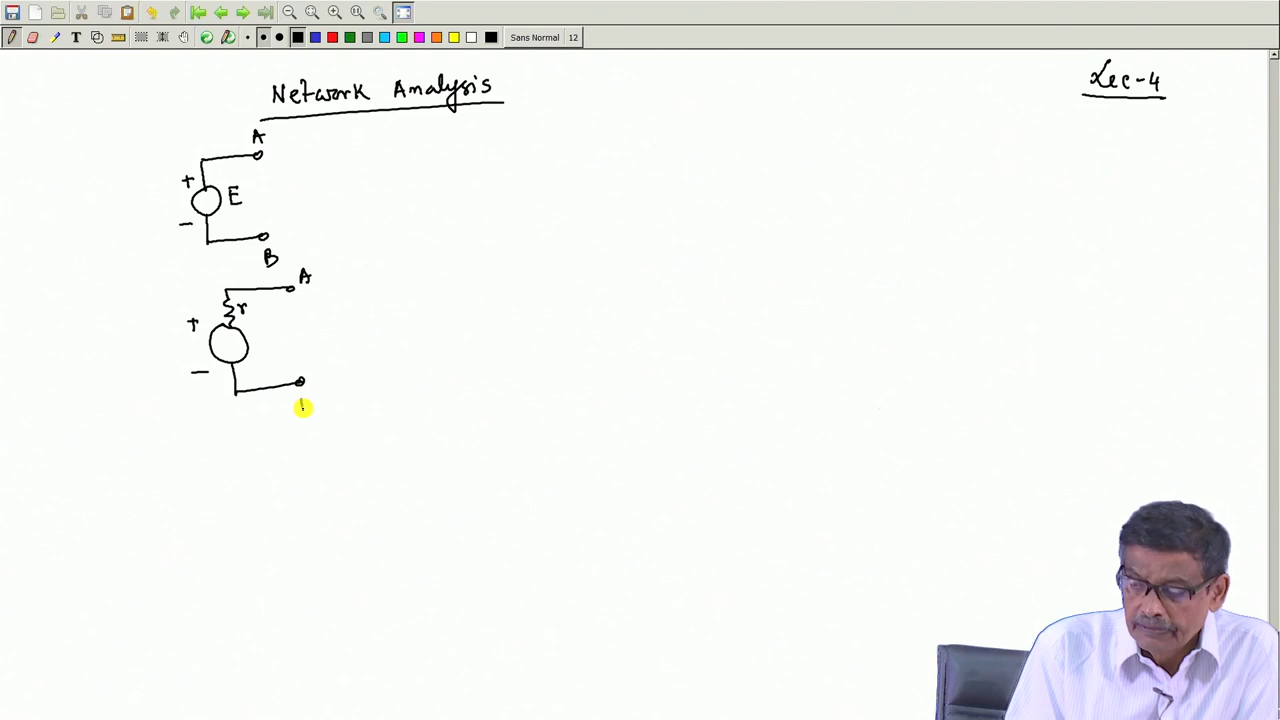 Sans Normal 12
Network Analysis
Lec-4
A
+
E
-
B
A
r
+
-